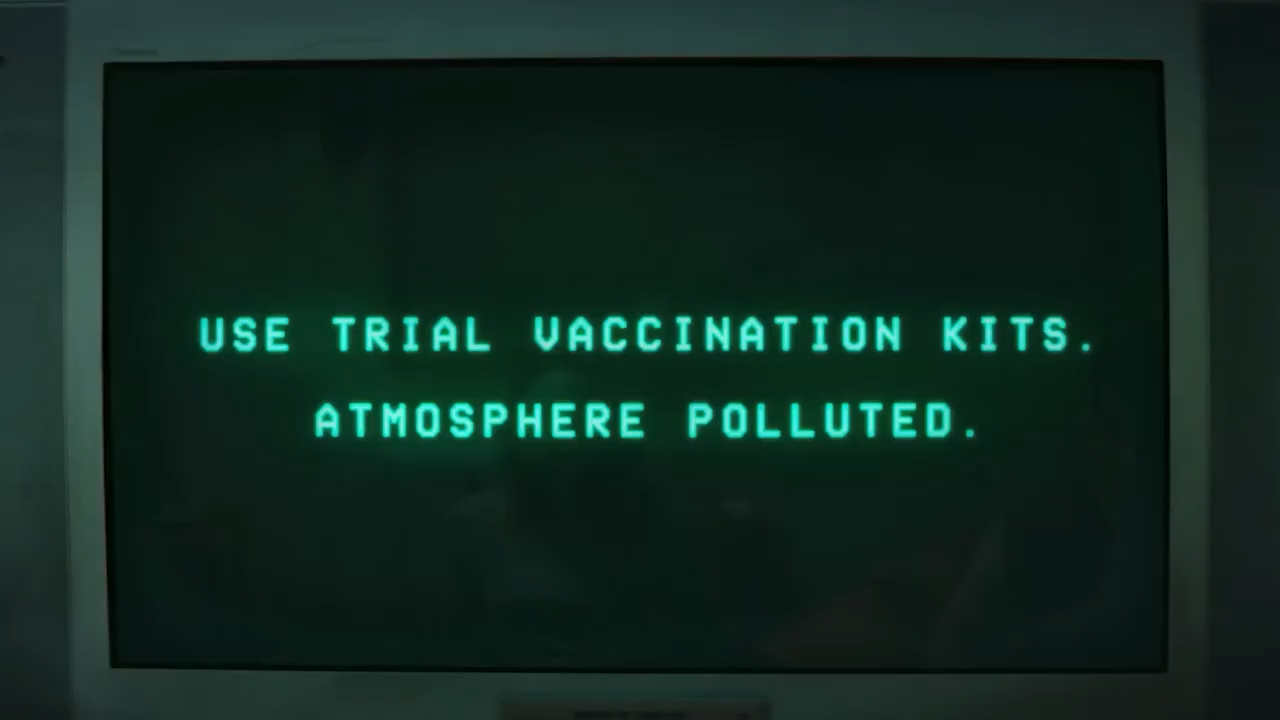 USE TRIAL VACCINATION KITS.
ATMOSPHERE POLLUTED.